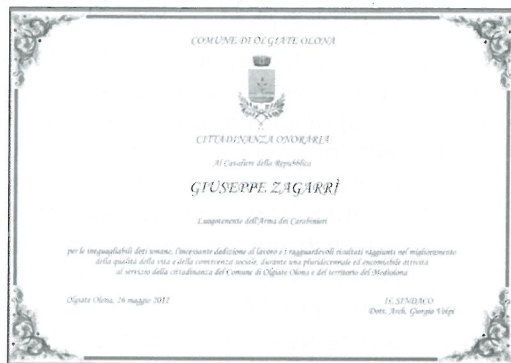 COMUNE DI OLGIATE OLONA
CITTADINANZA ONORARIA
Al Cavaliere della Repubblica
GIUSEPPE ZAGARRÌ
Luogotenente dell'Arma dei Carabinieri
per le ineguagliabili doti umane, l'incessante dedizione al lavoro e i ragguardevoli risultati raggiunti nel miglioramento
della qualità della vita e della convivenza sociale, durante una pluridecennale ed encomiabile attività
al servizio della cittadinanza del Comune di Olgiate Olona e del territorio del Medio Olona
Olgiate Olona, 26 maggio 2012
IL SINDACO
Dott. Arch. Giorgio Volpi